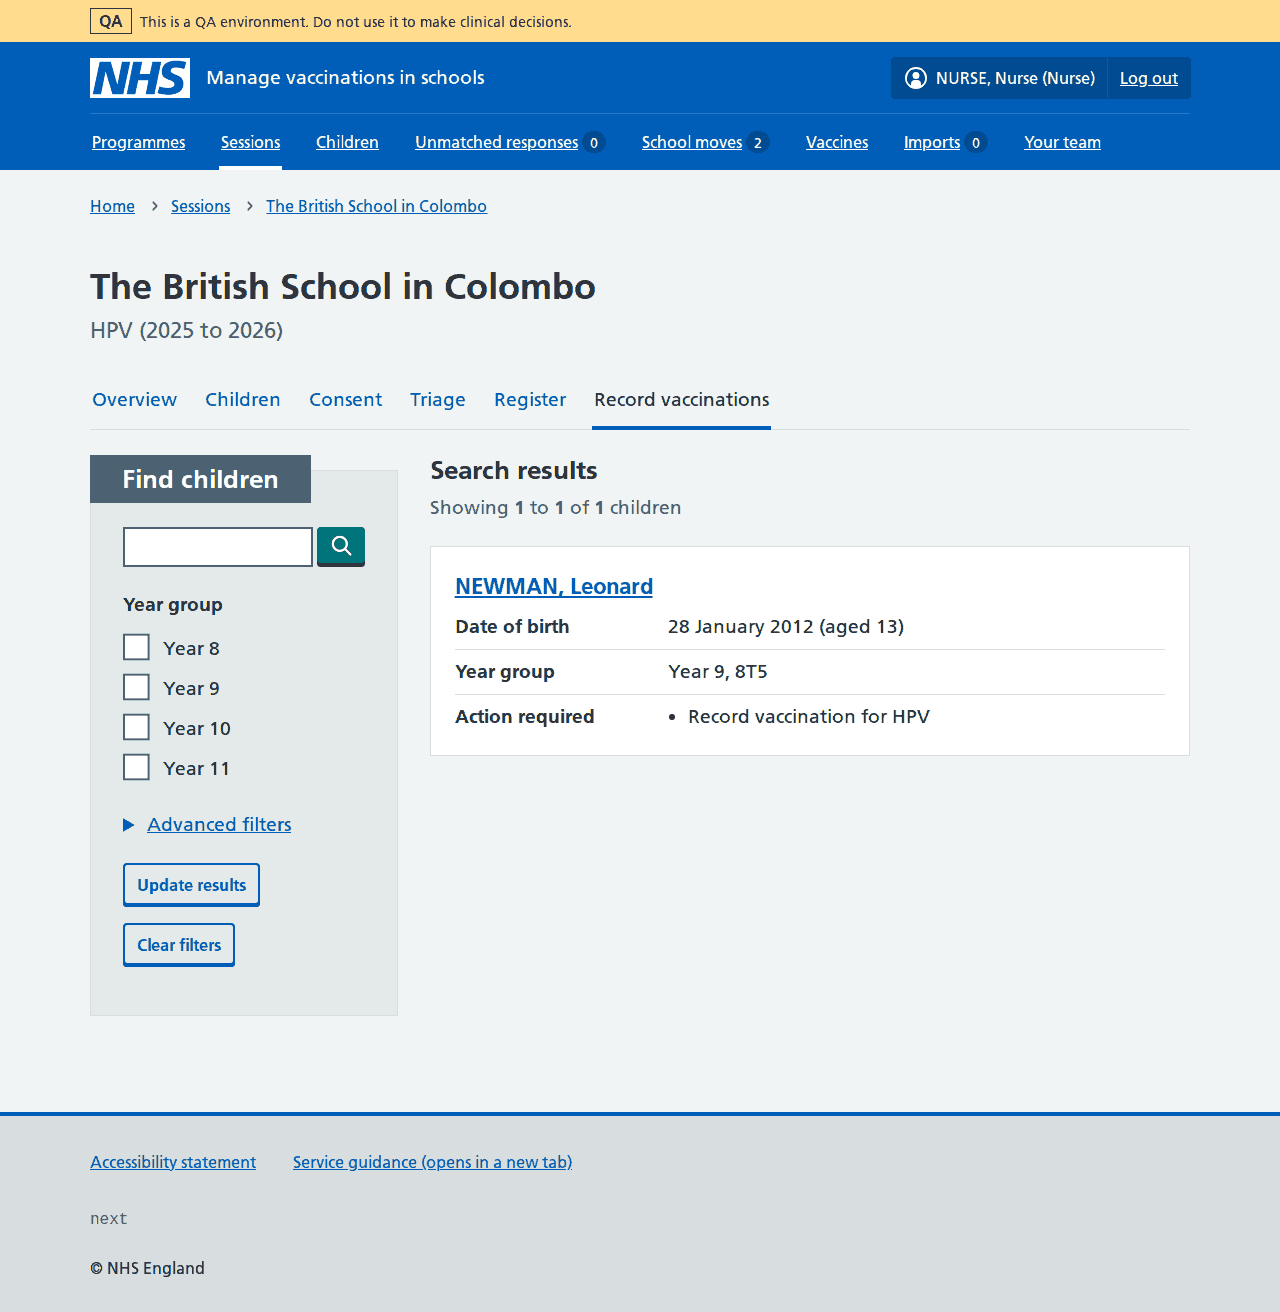 QA This is a QA environment. Do not use it to make clinical decisions.
NHS Manage vaccinations in schools NURSE, Nurse (Nurse) Log out
Programmes Sessions Children Unmatched responses 0 School moves 2 Vaccines Imports 0 Your team
Home Sessions The British School in Colombo
The British School in Colombo
HPV (2025 to 2026)
Overview Children Consent Triage Register Record vaccinations
Find children
Year group
Year 8
Year 9
Year 10
Year 11
Advanced filters
Update results
Clear filters
Search results
Showing 1 to 1 of 1 children
NEWMAN, Leonard
Date of birth 28 January 2012 (aged 13)
Year group Year 9, 8T5
Action required • Record vaccination for HPV
Accessibility statement Service guidance (opens in a new tab)
next
© NHS England